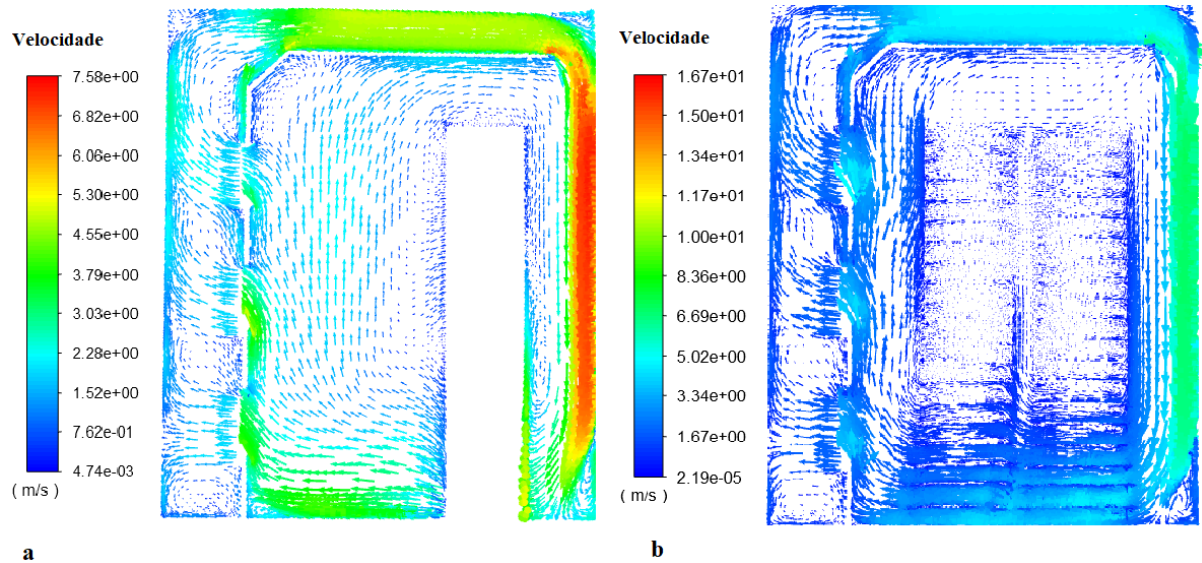 Velocidade
7.58e+00
6.82e+00
6.06e+00
5.30e+00
4.55e+00
3.79e+00
3.03e+00
2.28e+00
1.52e+00
7.62e-01
4.74e-03
( m/s )
a
Velocidade
1.67e+01
1.50e+01
1.34e+01
1.17e+01
1.00e+01
8.36e+00
6.69e+00
5.02e+00
3.34e+00
1.67e+00
2.19e-05
( m/s )
b